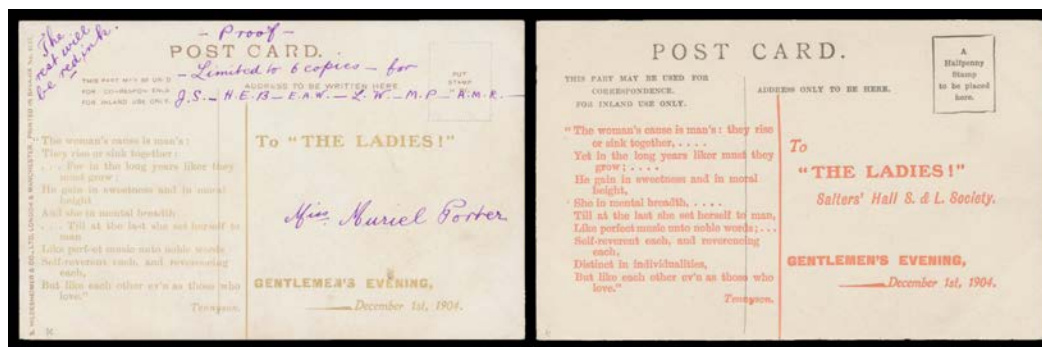 The
rest will
be red ink.
— Proof —
POST CARD.
— Limited to 6 copies — for
THIS PART MAY BE USED
FOR INLAND USE ONLY.
ADDRESS TO BE WRITTEN HERE
PUT
STAMP
J.S. — H.E.B — E.A.W. — L.W. — M.P. — A.M.R. —
"The woman's cause is man's:
They rise or sink together:
. . . . For in the long years liker they
must grow;
He gain in sweetness and in moral
height,
And she in mental breadth
. . . . Till at the last she set herself to
man
Like perfect music unto noble words
Self-reverent each, and reverencing
each,
But like each other ev'n as those who
love."
Tennyson.
To "THE LADIES!"
Miss Muriel Porter
GENTLEMEN'S EVENING,
December 1st, 1904.
POST CARD.
THIS PART MAY BE USED FOR
CORRESPONDENCE.
FOR INLAND USE ONLY.
ADDRESS ONLY TO BE HERE.
A
Halfpenny
Stamp
to be placed
here.
"The woman's cause is man's: they rise
or sink together, . . . .
Yet in the long years liker must they
grow; . . . .
He gain in sweetness and in moral
height,
She in mental breadth, . . . .
Till at the last she set herself to man,
Like perfect music unto noble words; . . .
Self-reverent each, and reverencing
each,
Distinct in individualities,
But like each other ev'n as those who
love."
Tennyson.
To
"THE LADIES!"
Salters' Hall S. & L. Society.
GENTLEMEN'S EVENING,
December 1st, 1904.